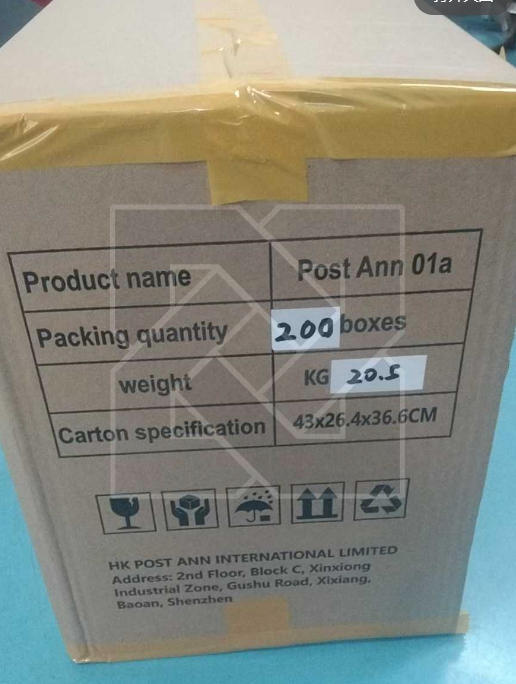 Product name Post Ann 01a
Packing quantity 200 boxes
weight KG 20.5
Carton specification 43x26.4x36.6CM
HK POST ANN INTERNATIONAL LIMITED
Address: 2nd Floor, Block C, Xinxiong
Industrial Zone, Gushu Road, Xixiang,
Baoan, Shenzhen